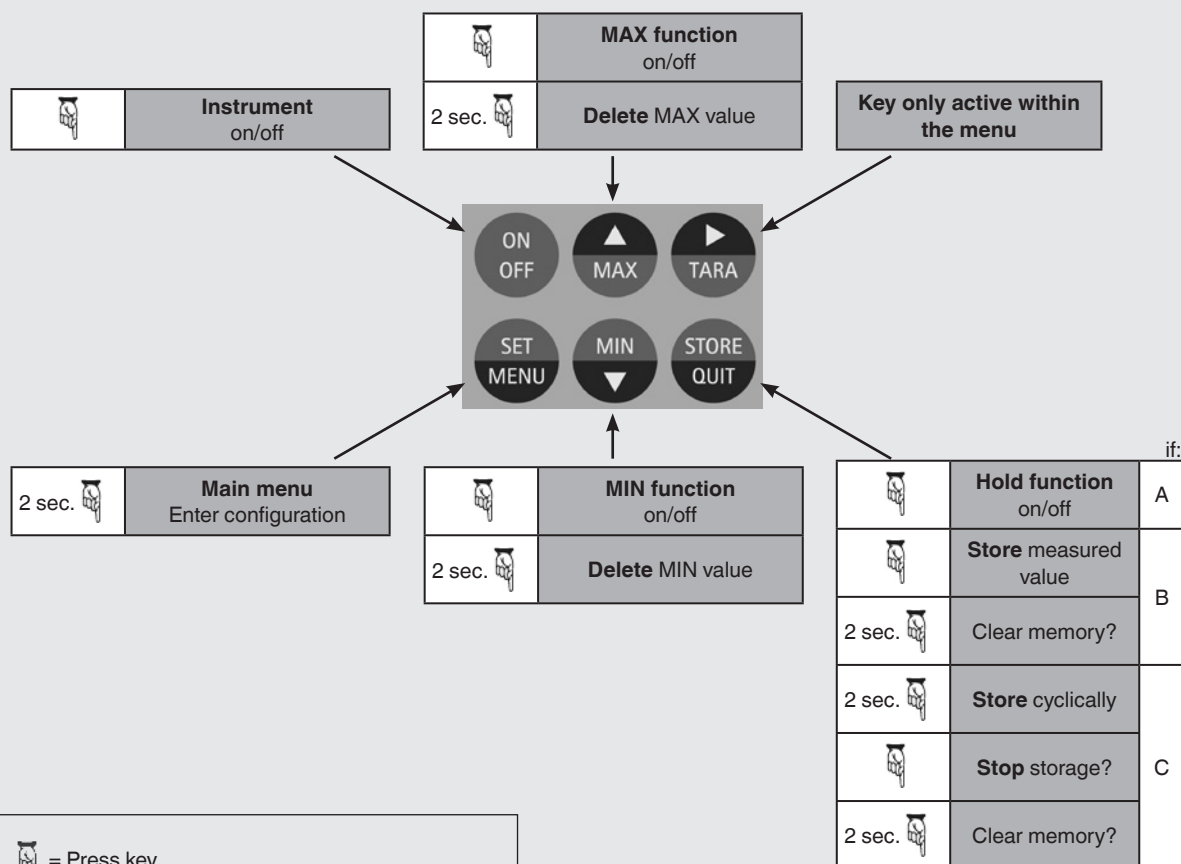 MAX function
on/off
2 sec. Delete MAX value
Instrument
on/off
Key only active within
the menu
ON
OFF
MAX
TARA
SET
MENU
MIN
STORE
QUIT
2 sec. Main menu
Enter configuration
MIN function
on/off
2 sec. Delete MIN value
if:
Hold function
on/off
A
Store measured
value
B
2 sec. Clear memory?
2 sec. Store cyclically
Stop storage?
C
2 sec. Clear memory?
= Press key